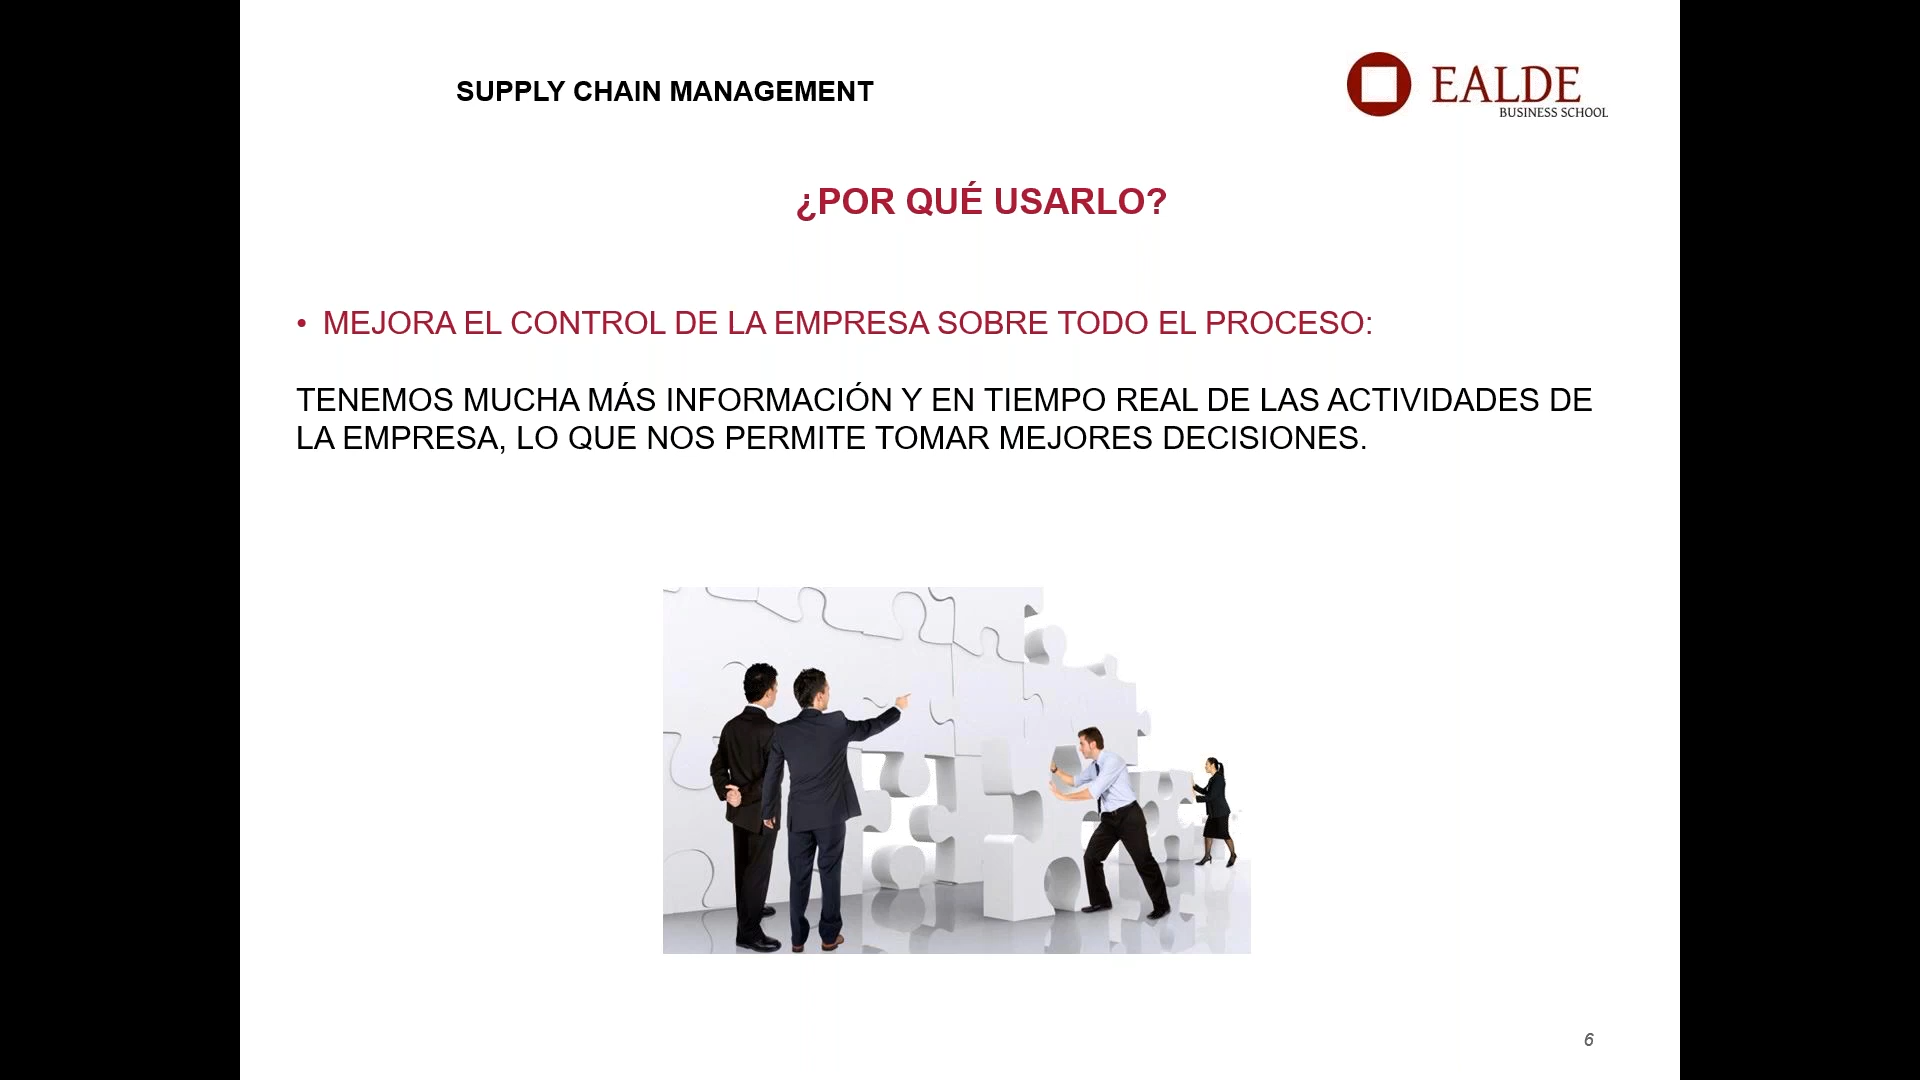 SUPPLY CHAIN MANAGEMENT
EALDE
BUSINESS SCHOOL
¿POR QUÉ USARLO?
• MEJORA EL CONTROL DE LA EMPRESA SOBRE TODO EL PROCESO:
TENEMOS MUCHA MÁS INFORMACIÓN Y EN TIEMPO REAL DE LAS ACTIVIDADES DE
LA EMPRESA, LO QUE NOS PERMITE TOMAR MEJORES DECISIONES.
6